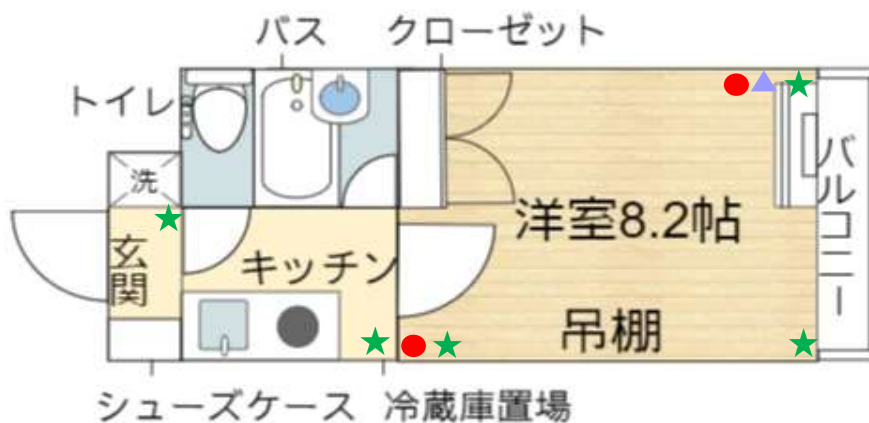 バス クローゼット
トイレ
洗
玄関
キッチン
洋室8.2帖
吊棚
バルコニー
シューズケース 冷蔵庫置場